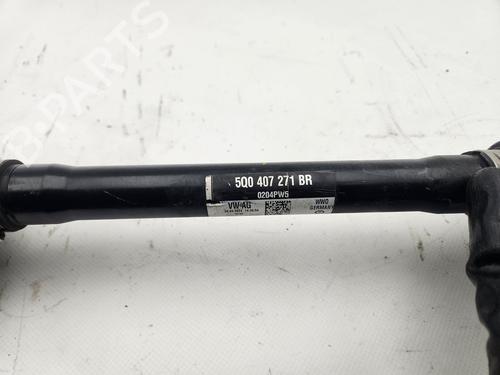 B-PARTS
5Q0 407 271 BR
0204PW5
VW-AG
WWO
GERMANY